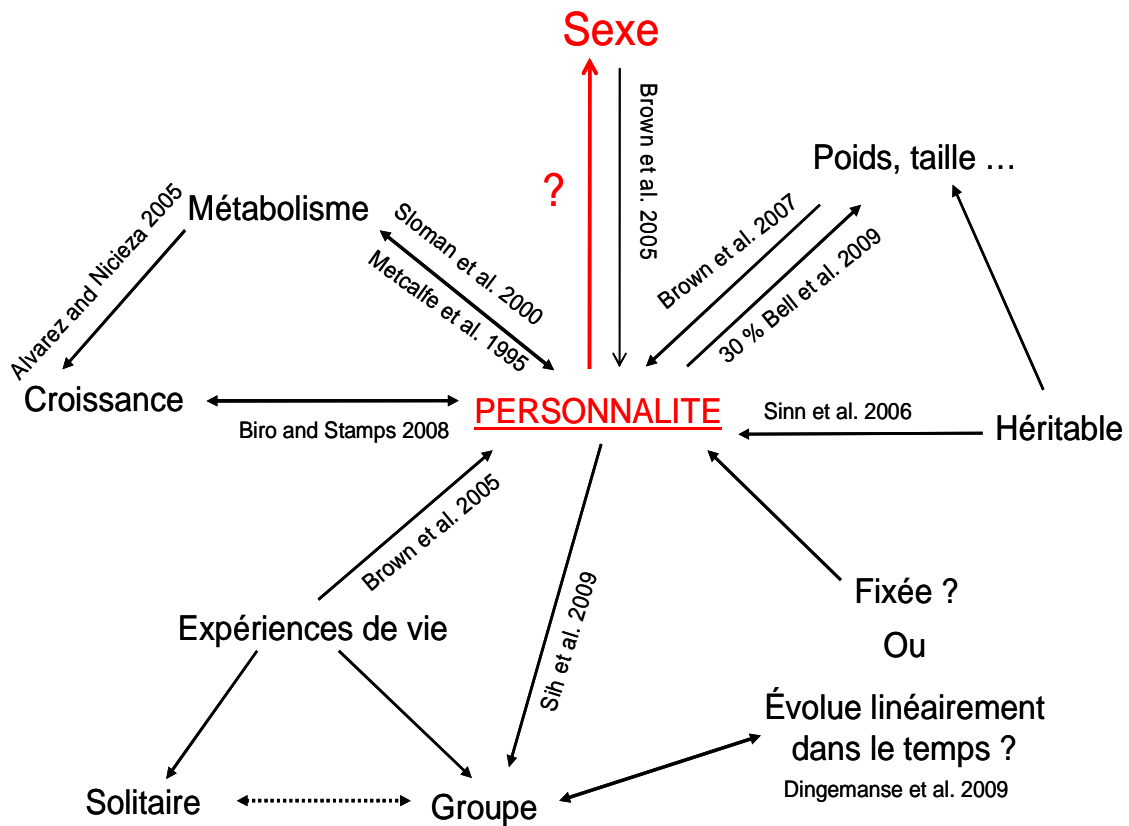 Sexe
Brown et al. 2005
?
Poids, taille …
Métabolisme
Alvarez and Nicieza 2005
Sloman et al. 2000
Metcalfe et al. 1995
Brown et al. 2007
30 % Bell et al. 2009
Croissance
Biro and Stamps 2008
PERSONNALITE
Sinn et al. 2006
Héritable
Brown et al. 2005
Expériences de vie
Sih et al. 2009
Fixée ?
Ou
Évolue linéairement
dans le temps ?
Dingemanse et al. 2009
Solitaire
Groupe